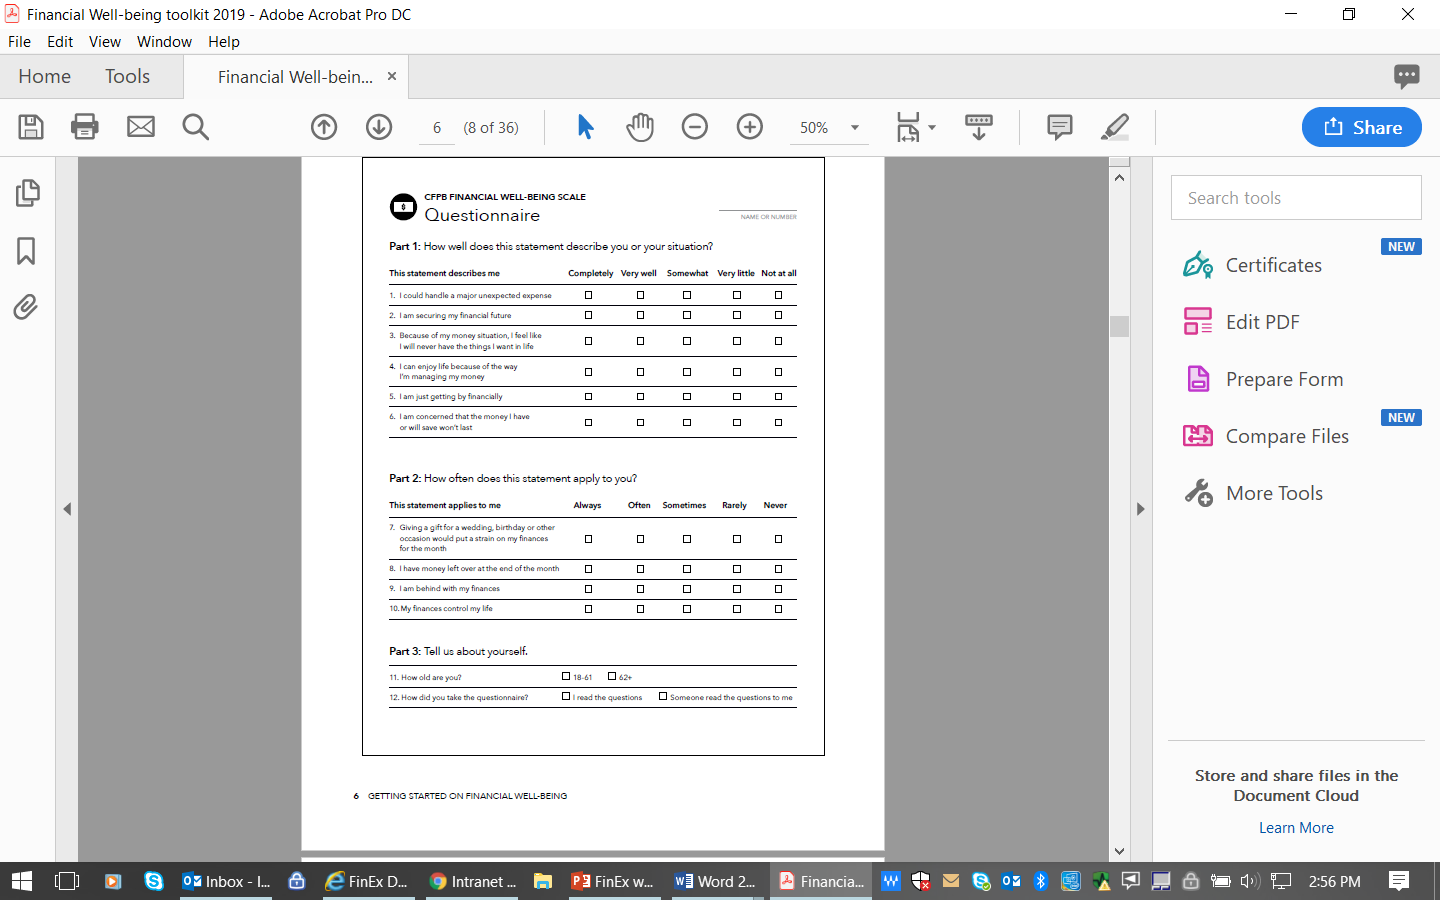 Financial Well-being toolkit 2019 - Adobe Acrobat Pro DC
File Edit View Window Help
Home Tools Financial Well-bein... ×
6 (8 of 36) 50% Share
CFPB FINANCIAL WELL-BEING SCALE
Questionnaire
NAME OR NUMBER
Part 1: How well does this statement describe you or your situation?
This statement describes me Completely Very well Somewhat Very little Not at all
1. I could handle a major unexpected expense
2. I am securing my financial future
3. Because of my money situation, I feel like
I will never have the things I want in life
4. I can enjoy life because of the way
I'm managing my money
5. I am just getting by financially
6. I am concerned that the money I have
or will save won't last
Part 2: How often does this statement apply to you?
This statement applies to me Always Often Sometimes Rarely Never
7. Giving a gift for a wedding, birthday or other
occasion would put a strain on my finances
for the month
8. I have money left over at the end of the month
9. I am behind with my finances
10. My finances control my life
Part 3: Tell us about yourself.
11. How old are you? 18-61 62+
12. How did you take the questionnaire? I read the questions Someone read the questions to me
6 GETTING STARTED ON FINANCIAL WELL-BEING
Search tools
NEW
Certificates
Edit PDF
Prepare Form
NEW
Compare Files
More Tools
Store and share files in the
Document Cloud
Learn More
Inbox - I... FinEx D... Intranet ... FinEx w... Word 2... Financia... 2:56 PM